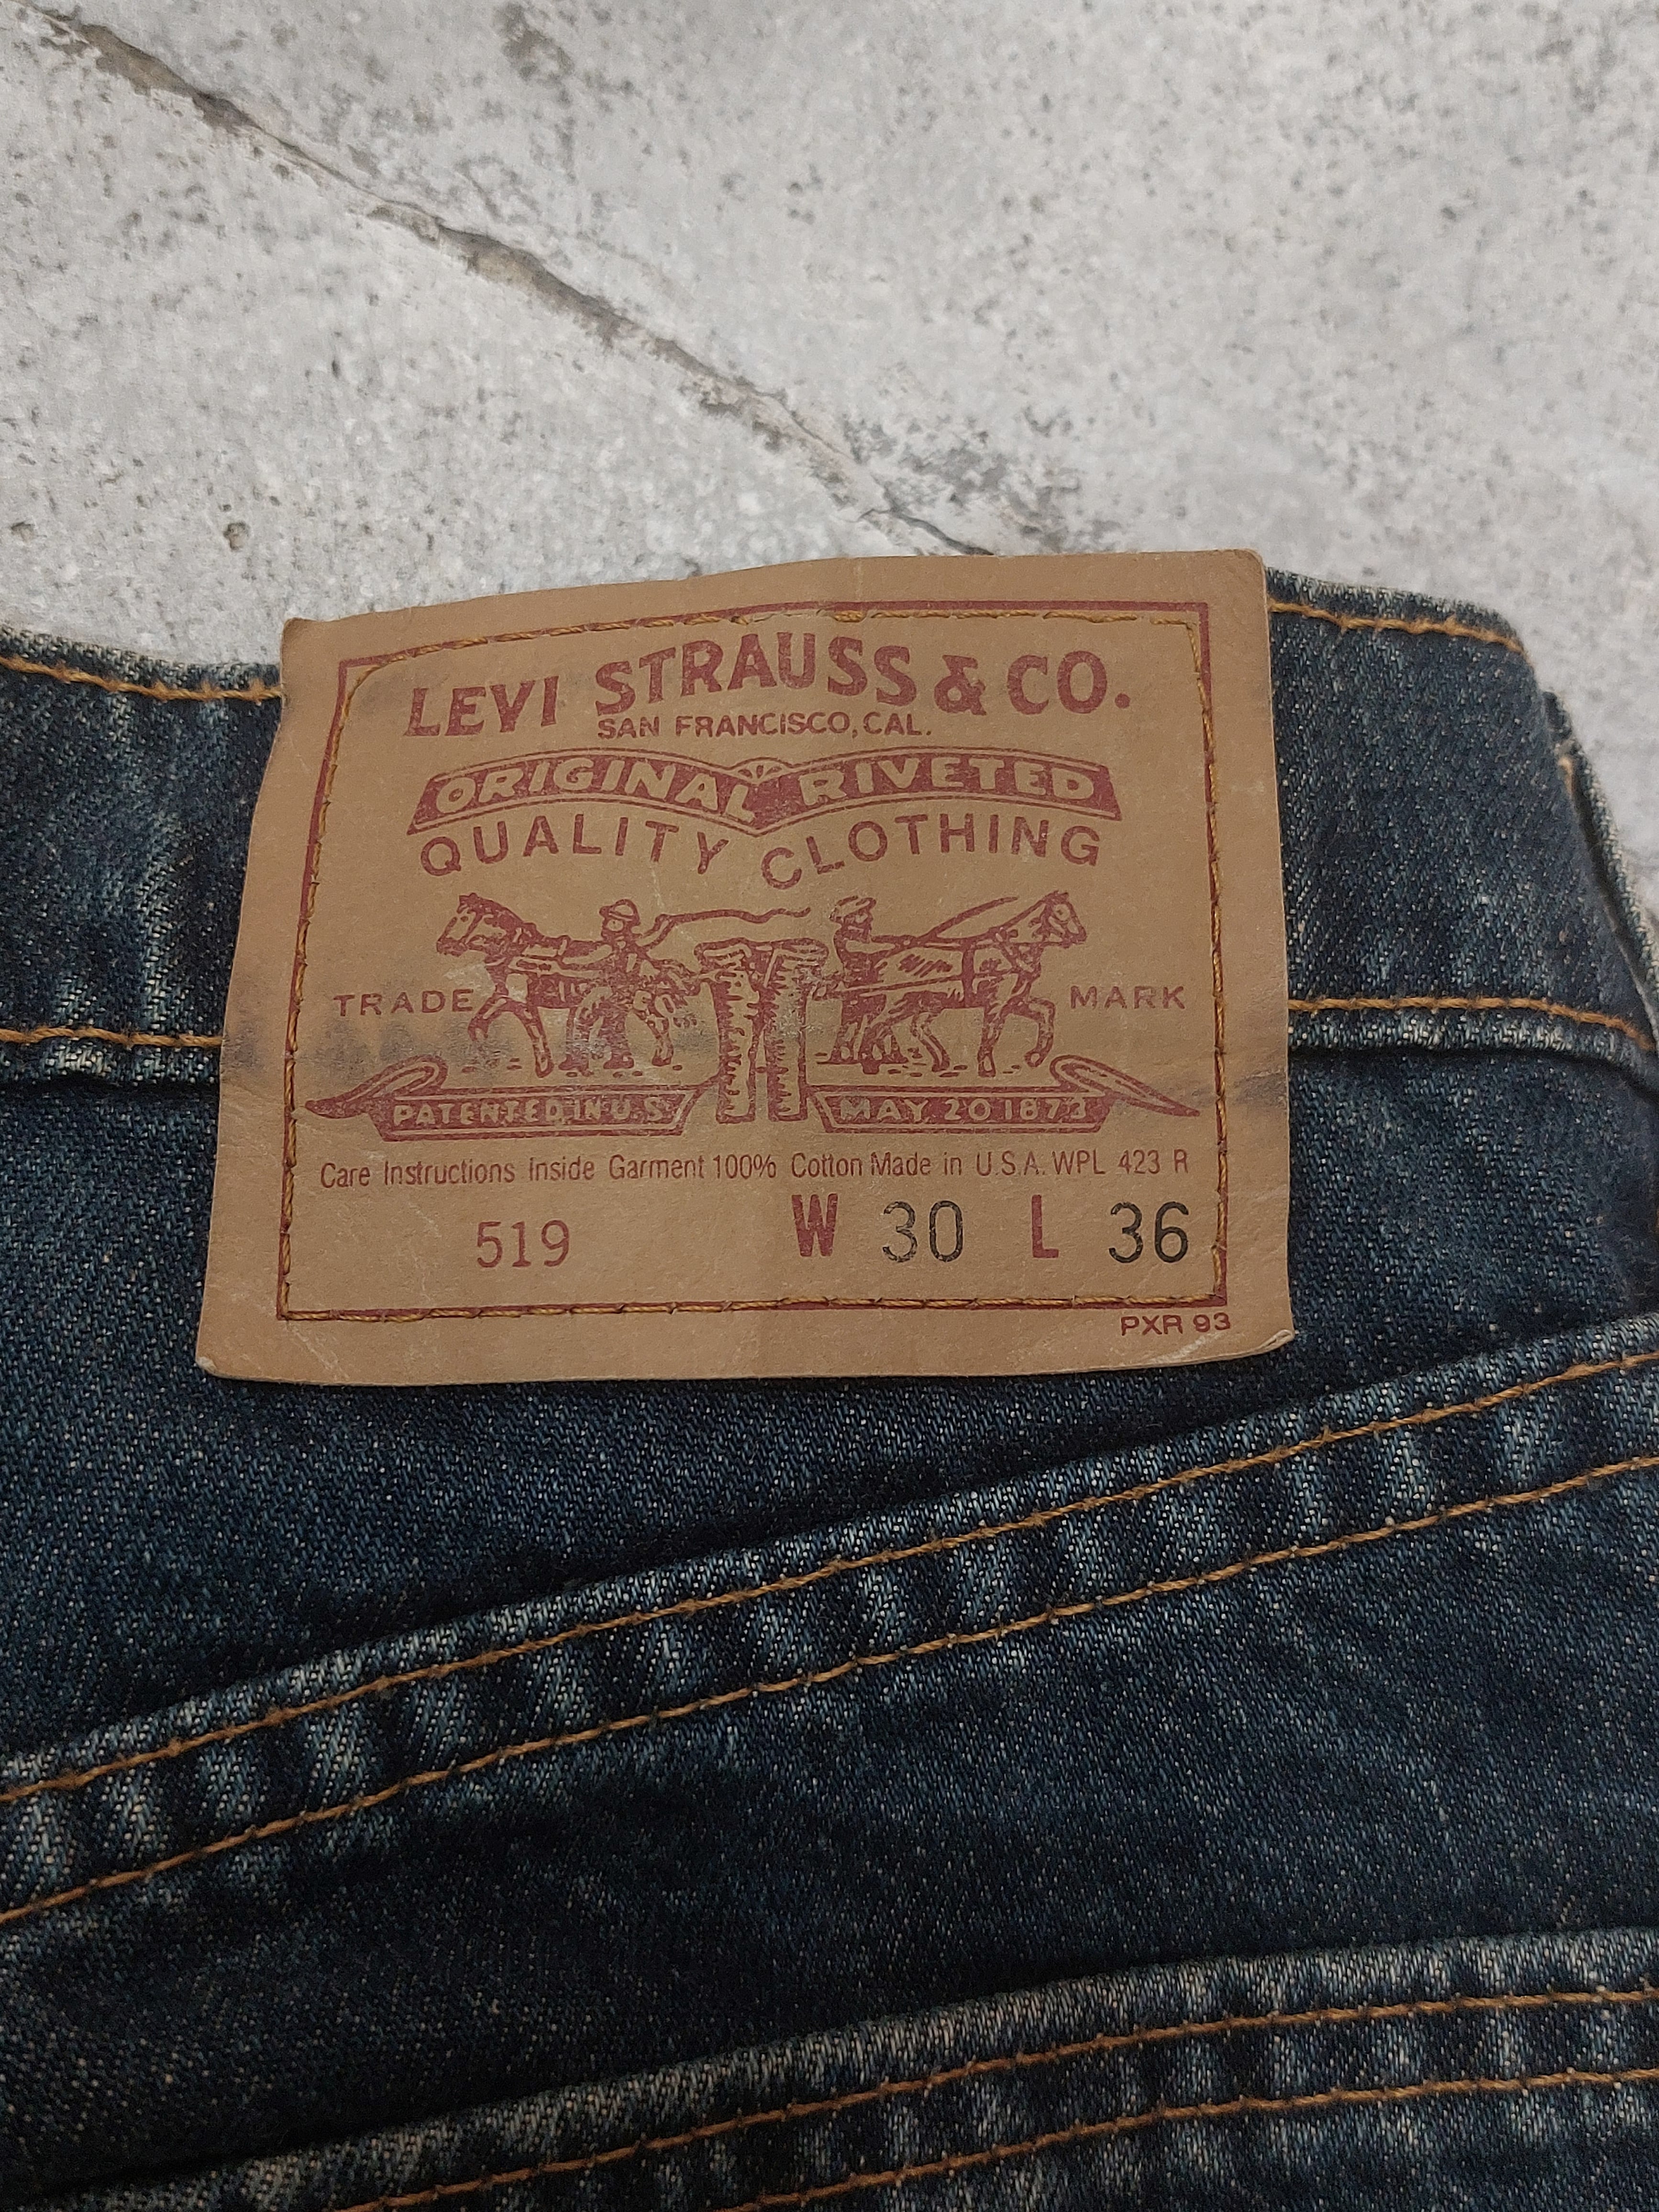 LEVI STRAUSS & CO.
SAN FRANCISCO, CAL.
ORIGINAL RIVETED
QUALITY CLOTHING
TRADE MARK
PATENTED IN U.S. MAY 20 1873
Care Instructions Inside Garment 100% Cotton Made in U.S.A. WPL 423 R
519 W 30 L 36
PXR 93